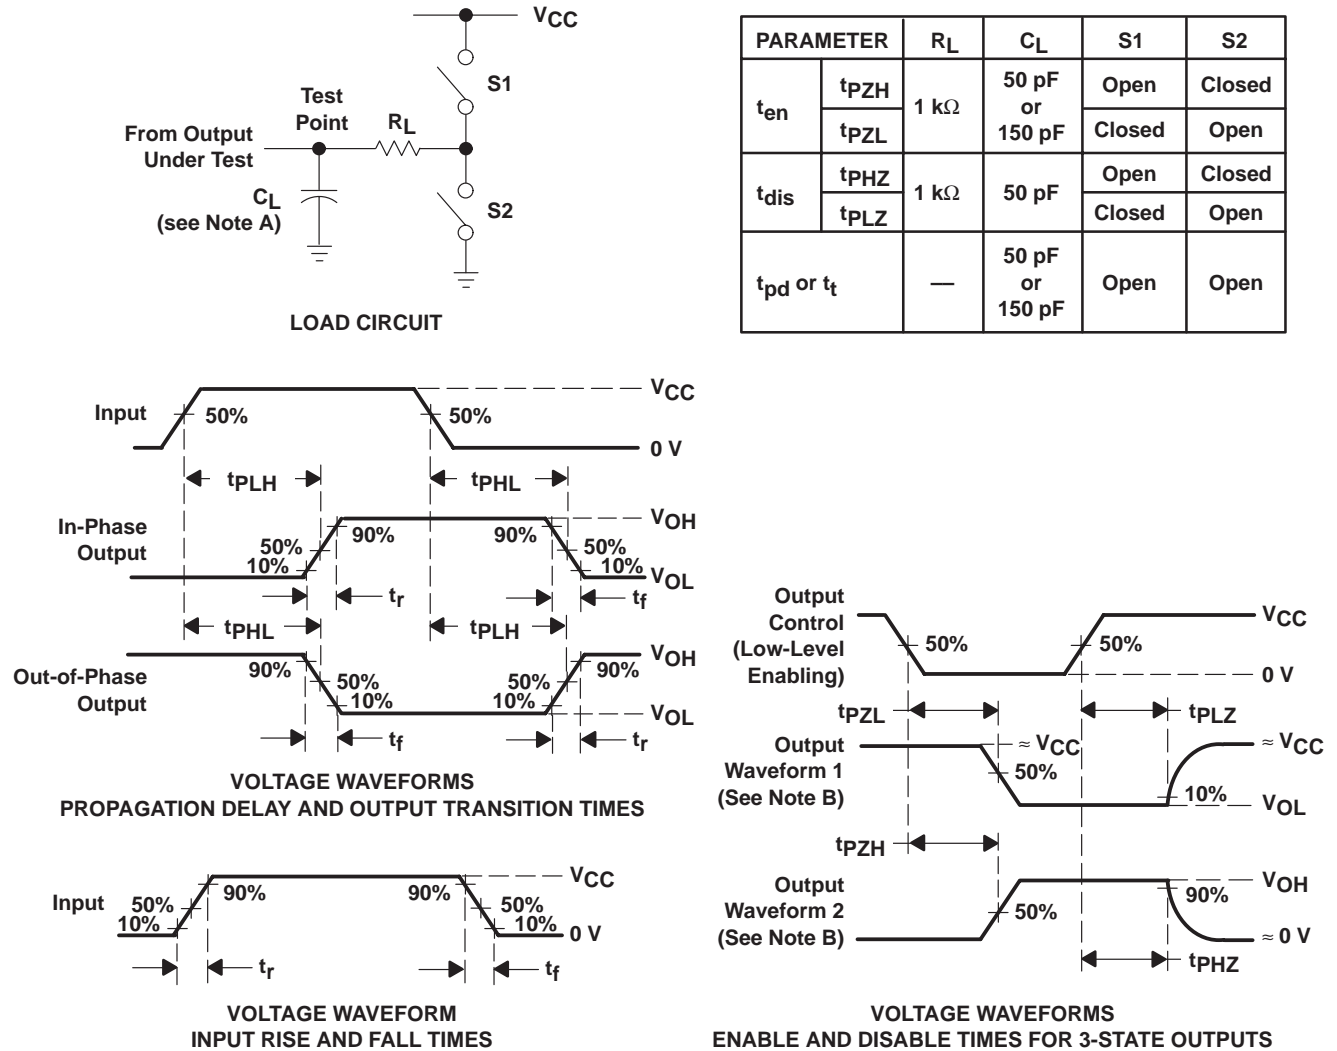 VCC
S1
Test
Point
RL
From Output
Under Test
CL
(see Note A)
S2
LOAD CIRCUIT
PARAMETER RL CL S1 S2
ten tPZH 1 kΩ 50 pF or 150 pF Open Closed
tPZL Closed Open
tdis tPHZ 1 kΩ 50 pF Open Closed
tPLZ Closed Open
tpd or tt — 50 pF or 150 pF Open Open
VCC
Input 50% 50%
0 V
tPLH tPHL
In-Phase
Output
VOH
90% 90%
50% 50%
10% 10%
VOL
tr tf
tPHL tPLH
Out-of-Phase
Output
VOH
90% 90%
50% 50%
10% 10%
VOL
tf tr
VOLTAGE WAVEFORMS
PROPAGATION DELAY AND OUTPUT TRANSITION TIMES
VCC
Input
90% 90%
50% 50%
10% 10%
0 V
tr tf
VOLTAGE WAVEFORM
INPUT RISE AND FALL TIMES
Output
Control
(Low-Level
Enabling)
VCC
50% 50%
0 V
tPZL tPLZ
Output
Waveform 1
(See Note B)
≈ VCC ≈ VCC
50%
10%
VOL
tPZH
Output
Waveform 2
(See Note B)
VOH
90%
50%
≈ 0 V
tPHZ
VOLTAGE WAVEFORMS
ENABLE AND DISABLE TIMES FOR 3-STATE OUTPUTS